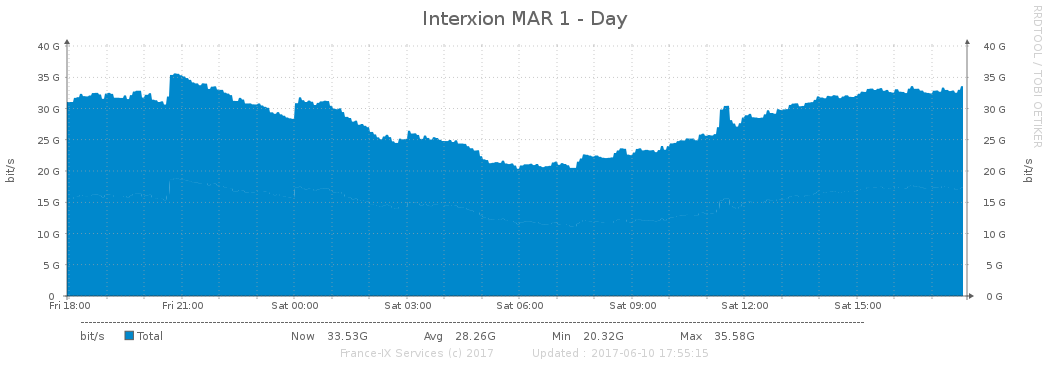 Interxion MAR 1 - Day
RRDTOOL / TOBI OETIKER
40 G 40 G
35 G 35 G
30 G 30 G
25 G 25 G
20 G 20 G
15 G 15 G
10 G 10 G
5 G 5 G
0 0 G
bit/s
bit/s
Fri 18:00 Fri 21:00 Sat 00:00 Sat 03:00 Sat 06:00 Sat 09:00 Sat 12:00 Sat 15:00
bit/s Total Now 33.53G Avg 28.26G Min 20.32G Max 35.58G
France-IX Services (c) 2017 Updated : 2017-06-10 17:55:15